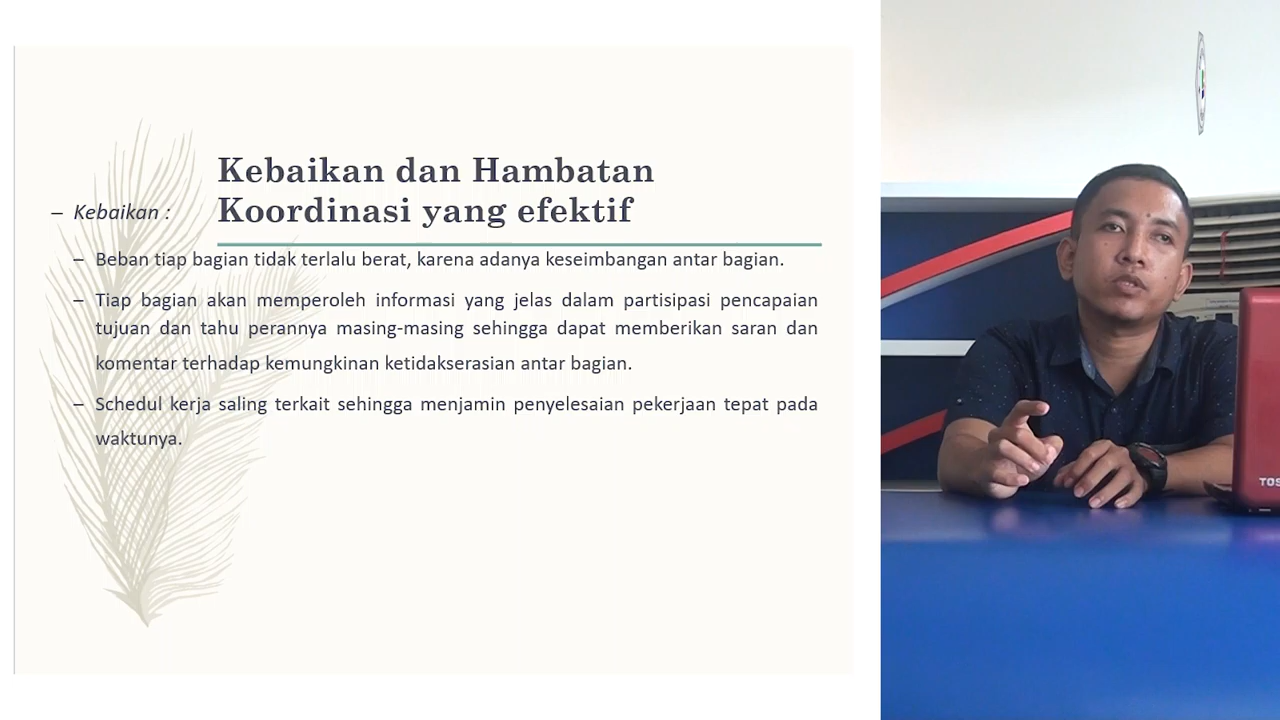 Kebaikan dan Hambatan
Koordinasi yang efektif
– Kebaikan :
– Beban tiap bagian tidak terlalu berat, karena adanya keseimbangan antar bagian.
– Tiap bagian akan memperoleh informasi yang jelas dalam partisipasi pencapaian
tujuan dan tahu perannya masing-masing sehingga dapat memberikan saran dan
komentar terhadap kemungkinan ketidakserasian antar bagian.
– Schedul kerja saling terkait sehingga menjamin penyelesaian pekerjaan tepat pada
waktunya.
TOS